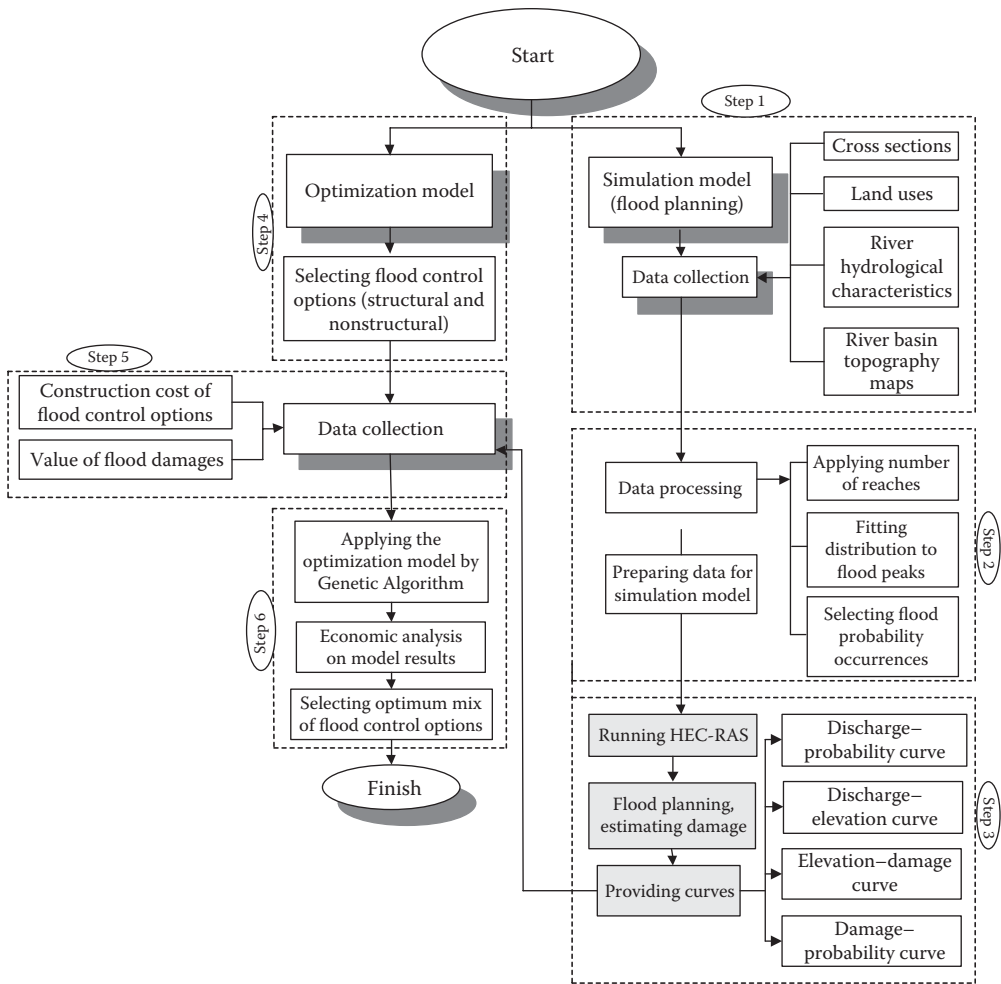 Start
Step 1
Optimization model
Step 4
Selecting flood control
options (structural and
nonstructural)
Simulation model
(flood planning)
Data collection
Cross sections
Land uses
River
hydrological
characteristics
River basin
topography
maps
Step 5
Construction cost of
flood control options
Value of flood damages
Data collection
Data processing
Applying number
of reaches
Fitting
distribution to
flood peaks
Selecting flood
probability
occurrences
Step 2
Preparing data for
simulation model
Applying the
optimization model by
Genetic Algorithm
Step 6
Economic analysis
on model results
Selecting optimum mix
of flood control options
Finish
Running HEC-RAS
Flood planning,
estimating damage
Providing curves
Discharge–
probability curve
Discharge–
elevation curve
Step 3
Elevation–damage
curve
Damage–
probability curve